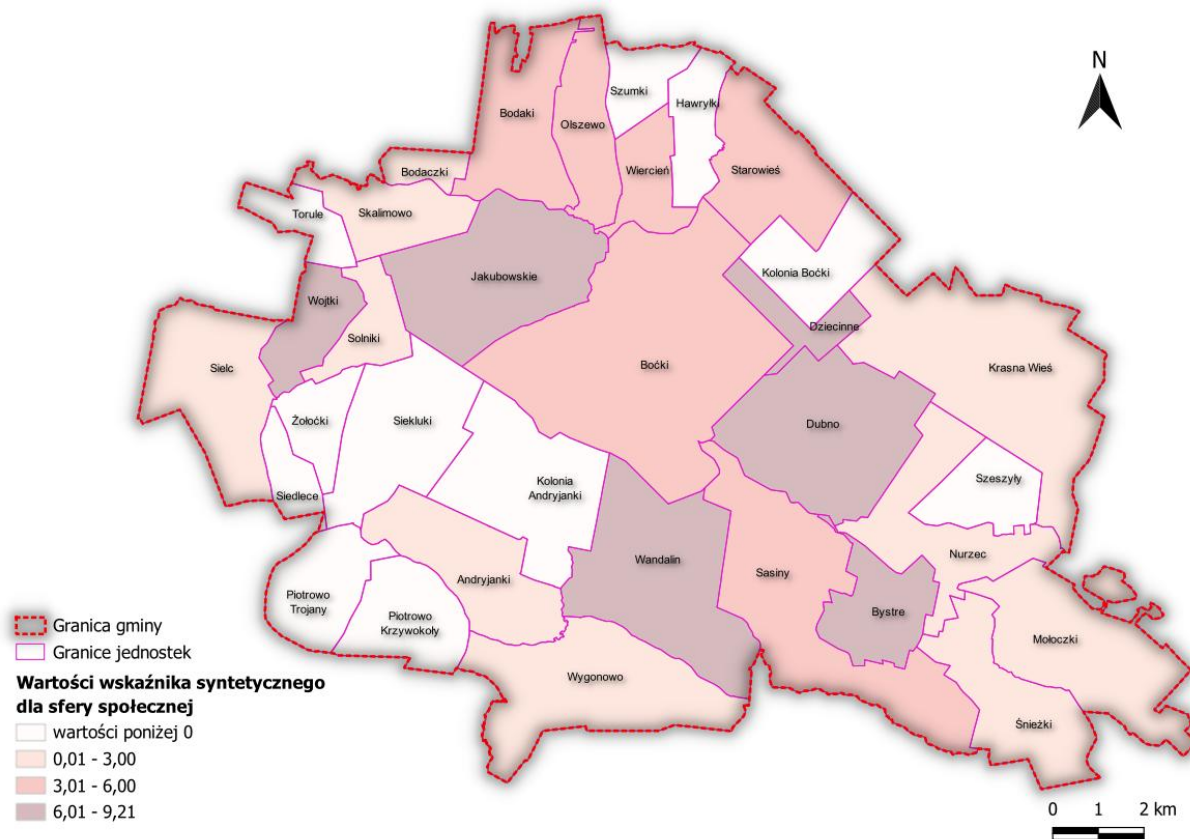 N
Szumki
Hawryłki
Bodaki
Olszewo
Wiercień
Starowieś
Bodaczki
Torule
Skalimowo
Kolonia Boćki
Jakubowskie
Wojtki
Dziecinne
Solniki
Sielc
Boćki
Krasna Wieś
Żołoćki
Siekluki
Dubno
Kolonia
Andryjanki
Szeszyły
Siedlece
Nurzec
Wandalin
Sasiny
Andryjanki
Piotrowo
Trojany
Piotrowo
Krzywokoły
Bystre
Mołoczki
Wygonowo
Śnieżki
Granica gminy
Granice jednostek
Wartości wskaźnika syntetycznego
dla sfery społecznej
wartości poniżej 0
0,01 - 3,00
3,01 - 6,00
6,01 - 9,21
0 1 2 km